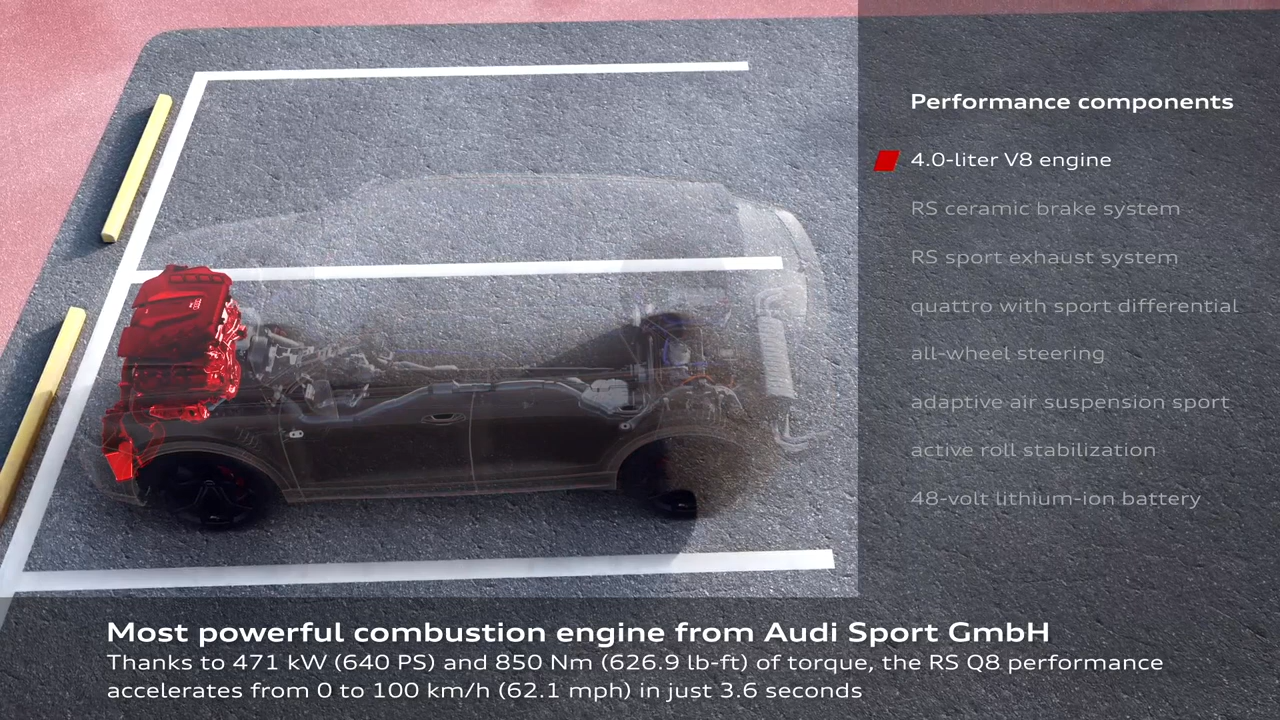 Performance components
4.0-liter V8 engine
RS ceramic brake system
RS sport exhaust system
quattro with sport differential
all-wheel steering
adaptive air suspension sport
active roll stabilization
48-volt lithium-ion battery
Most powerful combustion engine from Audi Sport GmbH
Thanks to 471 kW (640 PS) and 850 Nm (626.9 lb-ft) of torque, the RS Q8 performance
accelerates from 0 to 100 km/h (62.1 mph) in just 3.6 seconds